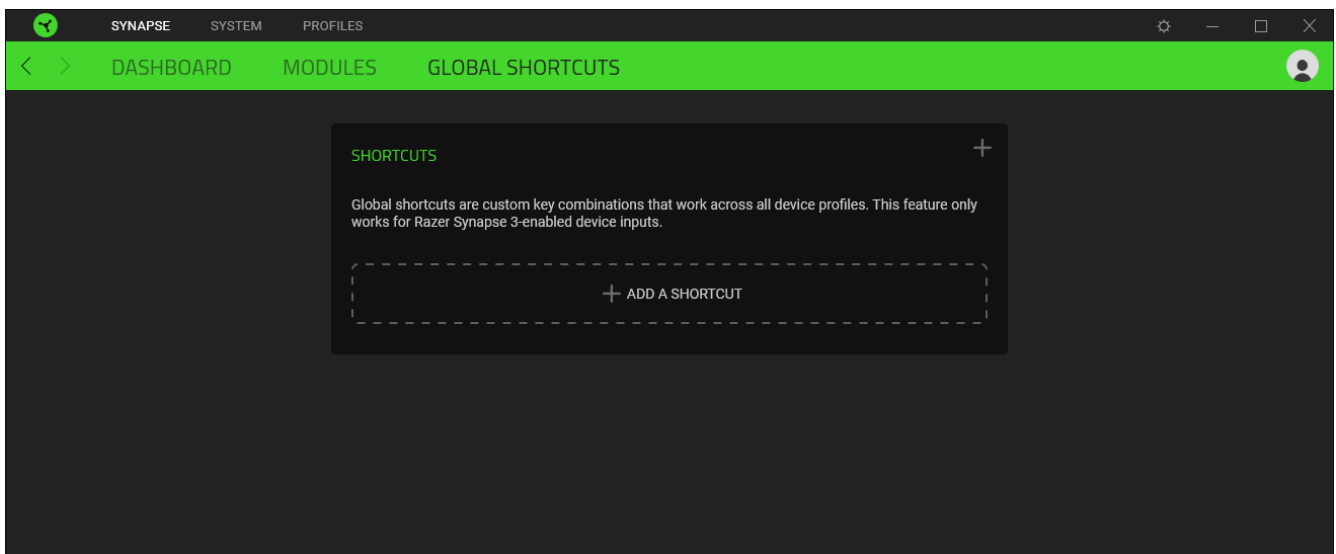 SYNAPSE SYSTEM PROFILES
DASHBOARD MODULES GLOBAL SHORTCUTS
SHORTCUTS
Global shortcuts are custom key combinations that work across all device profiles. This feature only
works for Razer Synapse 3-enabled device inputs.
ADD A SHORTCUT